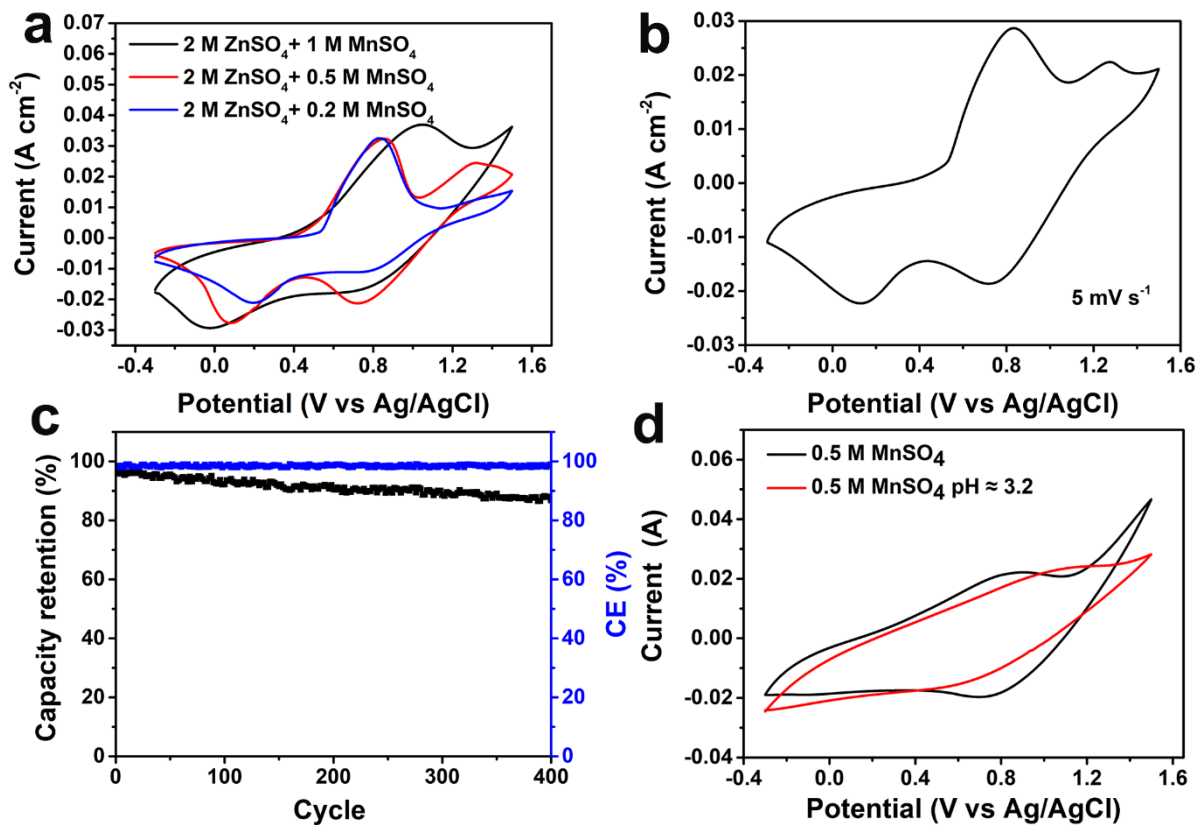 a
0.07
0.06
0.05
0.04
0.03
0.02
0.01
0.00
-0.01
-0.02
-0.03
Current (A cm⁻²)
2 M ZnSO₄+ 1 M MnSO₄
2 M ZnSO₄+ 0.5 M MnSO₄
2 M ZnSO₄+ 0.2 M MnSO₄
-0.4 0.0 0.4 0.8 1.2 1.6
Potential (V vs Ag/AgCl)
b
0.03
0.02
0.01
0.00
-0.01
-0.02
-0.03
Current (A cm⁻²)
5 mV s⁻¹
-0.4 0.0 0.4 0.8 1.2 1.6
Potential (V vs Ag/AgCl)
c
100
80
60
40
20
0
Capacity retention (%)
100
80
60
40
20
0
CE (%)
0 100 200 300 400
Cycle
d
0.06
0.04
0.02
0.00
-0.02
-0.04
Current (A)
0.5 M MnSO₄
0.5 M MnSO₄ pH ≈ 3.2
-0.4 0.0 0.4 0.8 1.2 1.6
Potential (V vs Ag/AgCl)